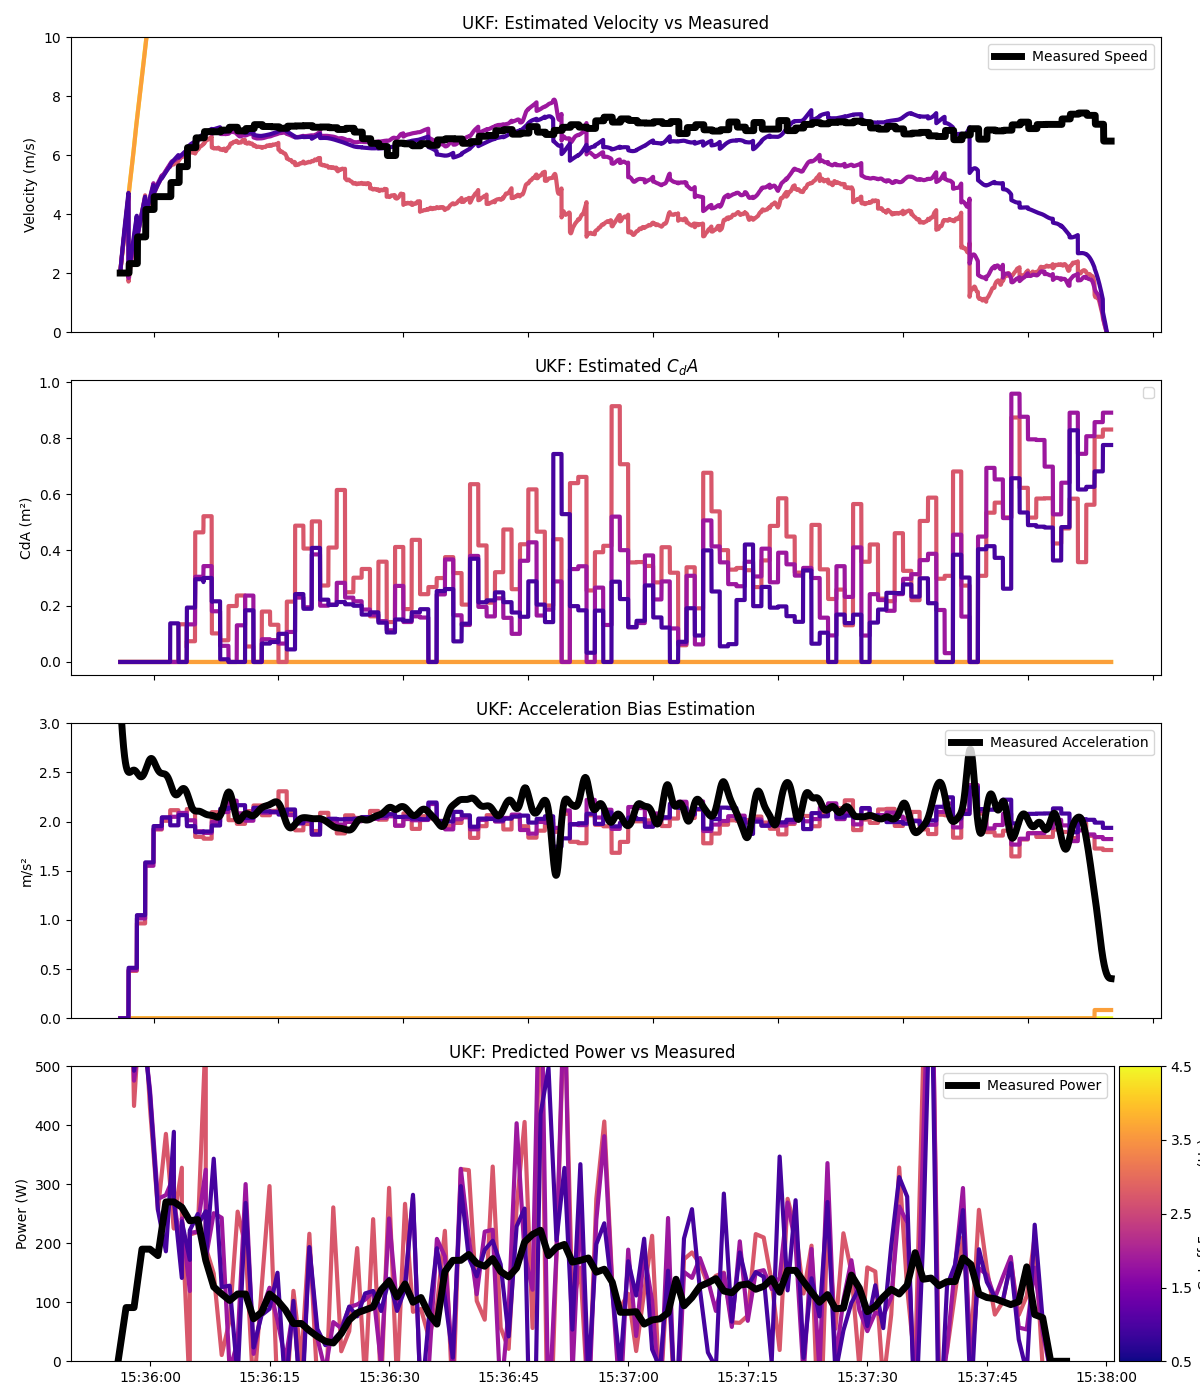 UKF: Estimated Velocity vs Measured
10
8
6
4
2
0
Velocity (m/s)
Measured Speed
UKF: Estimated $C_dA$
1.0
0.8
0.6
0.4
0.2
0.0
CdA (m²)
UKF: Acceleration Bias Estimation
3.0
2.5
2.0
1.5
1.0
0.5
0.0
m/s²
Measured Acceleration
UKF: Predicted Power vs Measured
500
400
300
200
100
0
Power (W)
Measured Power
4.5
3.5
2.5
1.5
0.5
15:36:00 15:36:15 15:36:30 15:36:45 15:37:00 15:37:15 15:37:30 15:37:45 15:38:00